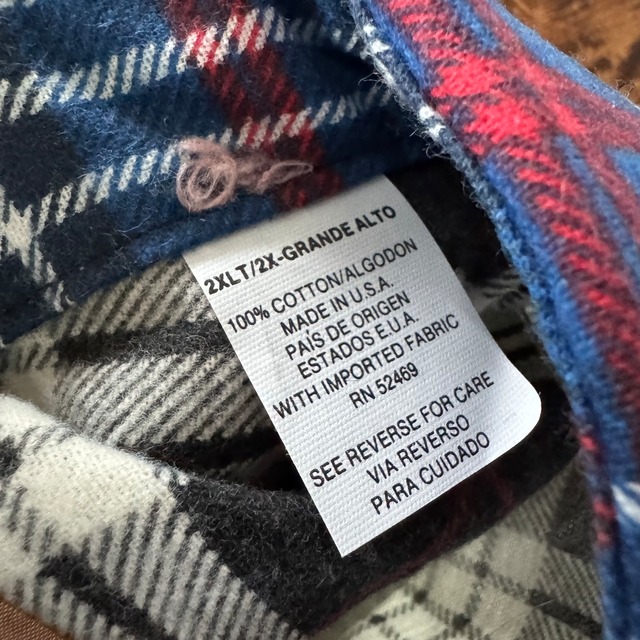 2XLT/2X-GRANDE ALTO
100% COTTON/ALGODON
MADE IN U.S.A.
PAÍS DE ORIGEN
ESTADOS E.U.A.
WITH IMPORTED FABRIC
RN 52469
SEE REVERSE FOR CARE
VIA REVERSO
PARA CUIDADO